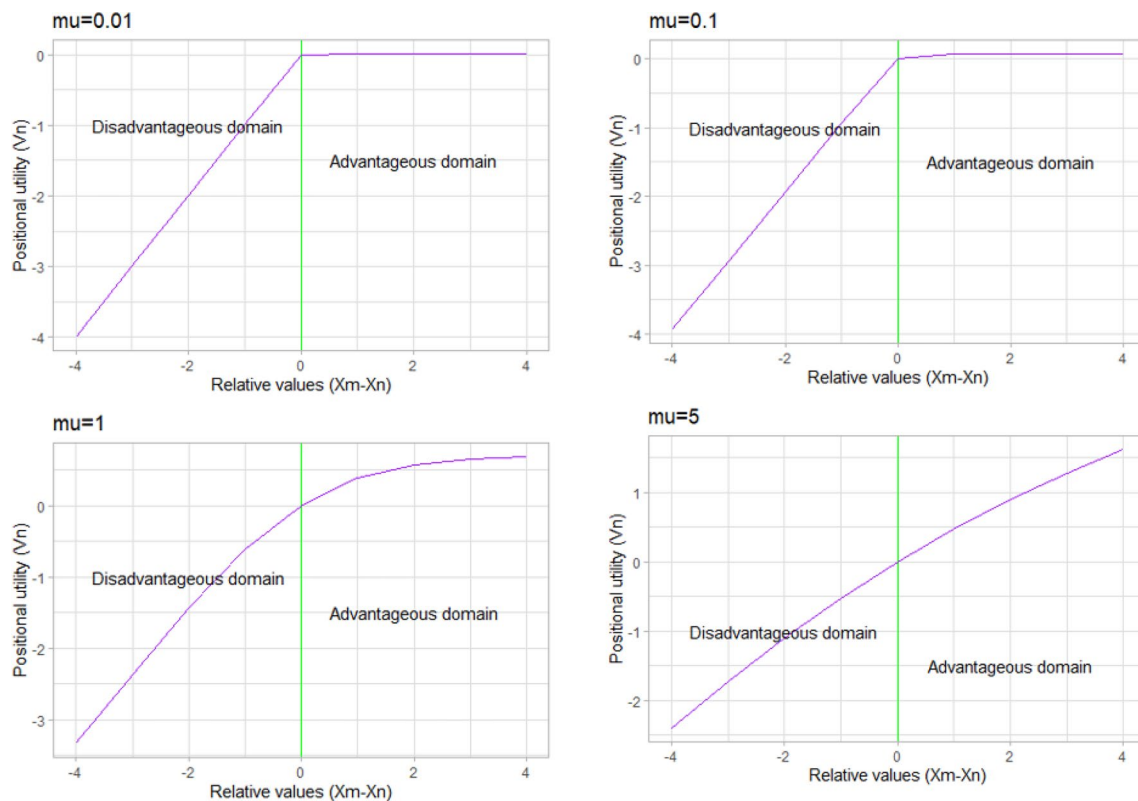 mu=0.01
0
-1
-2
-3
-4
Positional utility (Vn)
Disadvantageous domain
Advantageous domain
-4
-2
0
2
4
Relative values (Xm-Xn)
mu=0.1
0
-1
-2
-3
-4
Positional utility (Vn)
Disadvantageous domain
Advantageous domain
-4
-2
0
2
4
Relative values (Xm-Xn)
mu=1
0
-1
-2
-3
Positional utility (Vn)
Disadvantageous domain
Advantageous domain
-4
-2
0
2
4
Relative values (Xm-Xn)
mu=5
1
0
-1
-2
Positional utility (Vn)
Disadvantageous domain
Advantageous domain
-4
-2
0
2
4
Relative values (Xm-Xn)